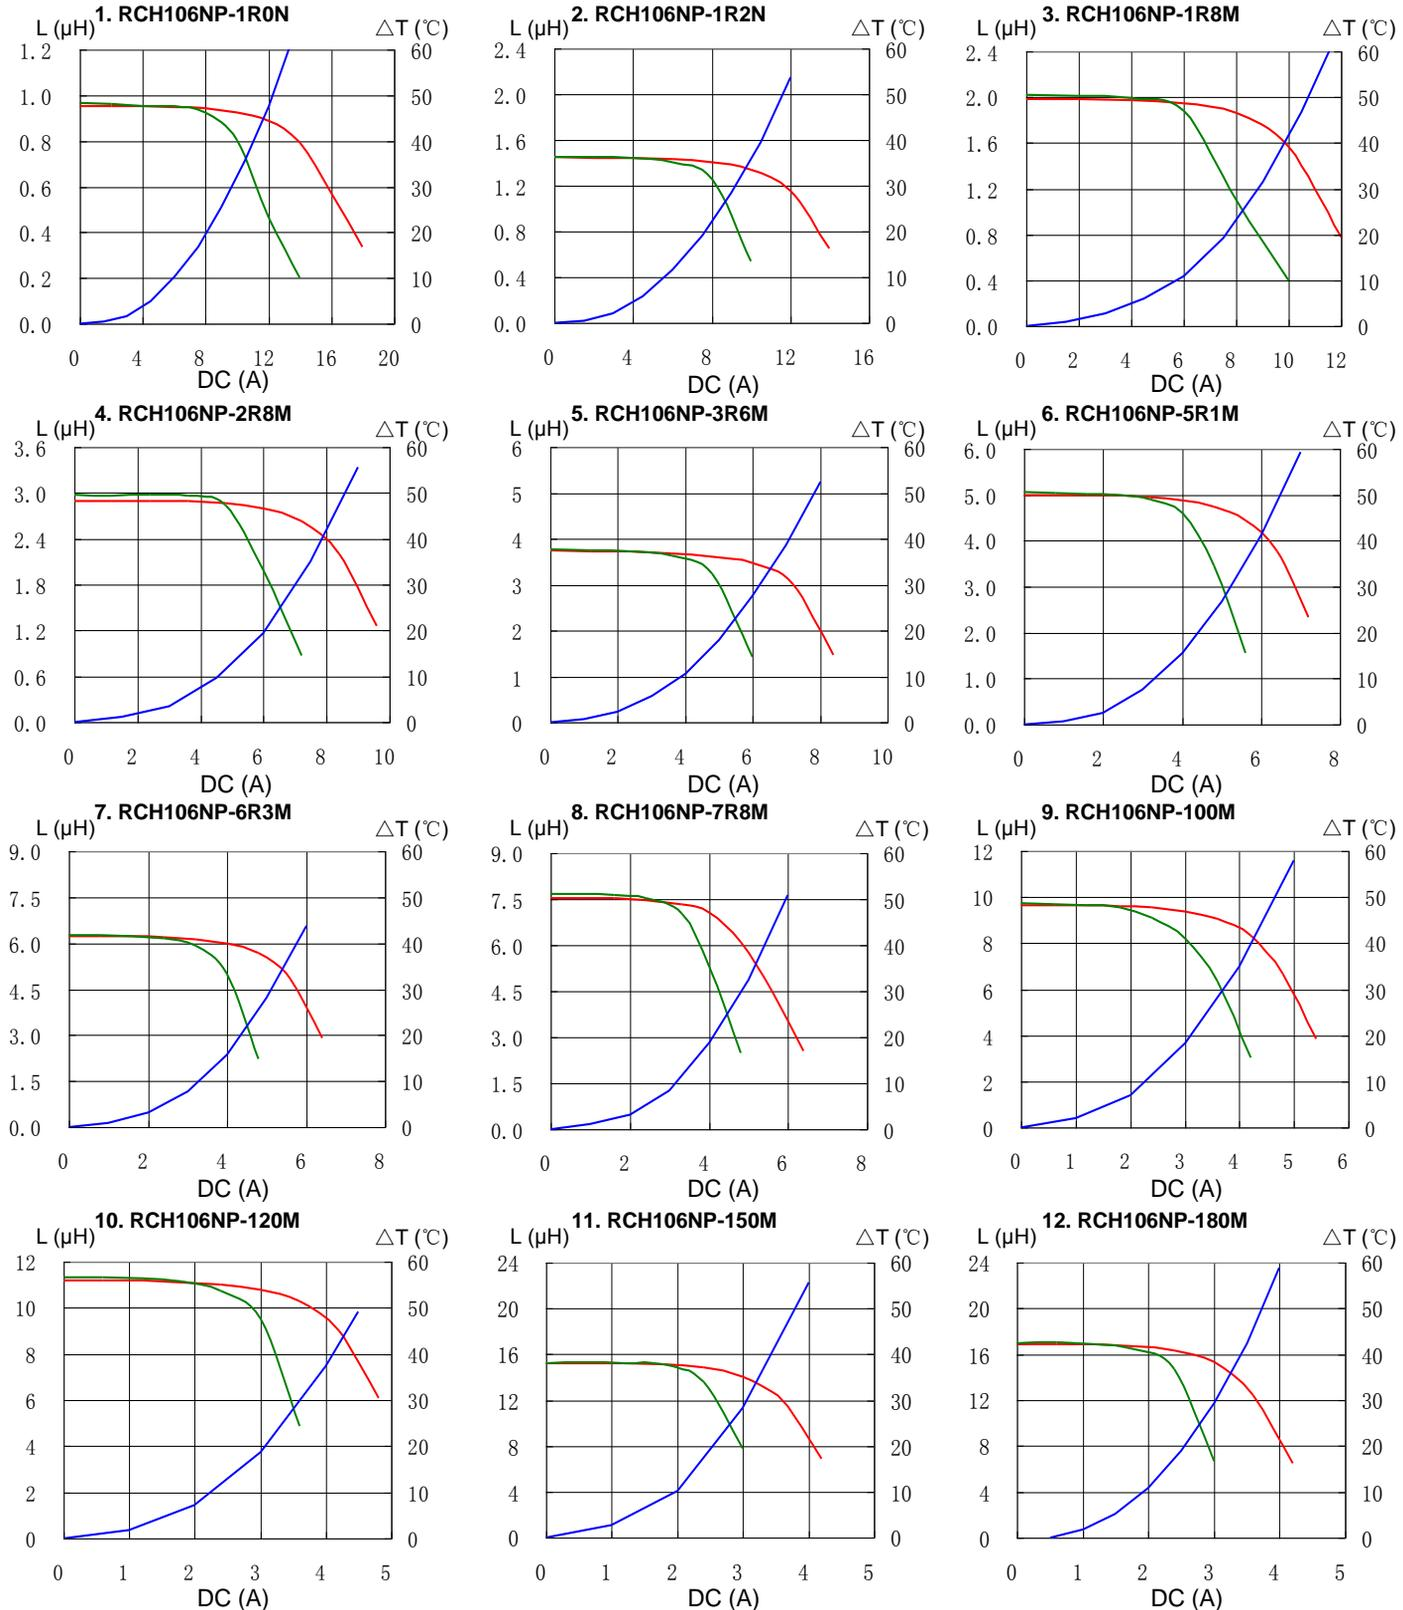 1. RCH106NP-1R0N
L (μH)
△T (℃)
1.2
1.0
0.8
0.6
0.4
0.2
0.0
60
50
40
30
20
10
0
0 4 8 12 16 20
DC (A)
2. RCH106NP-1R2N
L (μH)
△T (℃)
2.4
2.0
1.6
1.2
0.8
0.4
0.0
60
50
40
30
20
10
0
0 4 8 12 16
DC (A)
3. RCH106NP-1R8M
L (μH)
△T (℃)
2.4
2.0
1.6
1.2
0.8
0.4
0.0
60
50
40
30
20
10
0
0 2 4 6 8 10 12
DC (A)
4. RCH106NP-2R8M
L (μH)
△T (℃)
3.6
3.0
2.4
1.8
1.2
0.6
0.0
60
50
40
30
20
10
0
0 2 4 6 8 10
DC (A)
5. RCH106NP-3R6M
L (μH)
△T (℃)
6
5
4
3
2
1
0
60
50
40
30
20
10
0
0 2 4 6 8 10
DC (A)
6. RCH106NP-5R1M
L (μH)
△T (℃)
6.0
5.0
4.0
3.0
2.0
1.0
0.0
60
50
40
30
20
10
0
0 2 4 6 8
DC (A)
7. RCH106NP-6R3M
L (μH)
△T (℃)
9.0
7.5
6.0
4.5
3.0
1.5
0.0
60
50
40
30
20
10
0
0 2 4 6 8
DC (A)
8. RCH106NP-7R8M
L (μH)
△T (℃)
9.0
7.5
6.0
4.5
3.0
1.5
0.0
60
50
40
30
20
10
0
0 2 4 6 8
DC (A)
9. RCH106NP-100M
L (μH)
△T (℃)
12
10
8
6
4
2
0
60
50
40
30
20
10
0
0 1 2 3 4 5 6
DC (A)
10. RCH106NP-120M
L (μH)
△T (℃)
12
10
8
6
4
2
0
60
50
40
30
20
10
0
0 1 2 3 4 5
DC (A)
11. RCH106NP-150M
L (μH)
△T (℃)
24
20
16
12
8
4
0
60
50
40
30
20
10
0
0 1 2 3 4 5
DC (A)
12. RCH106NP-180M
L (μH)
△T (℃)
24
20
16
12
8
4
0
60
50
40
30
20
10
0
0 1 2 3 4 5
DC (A)